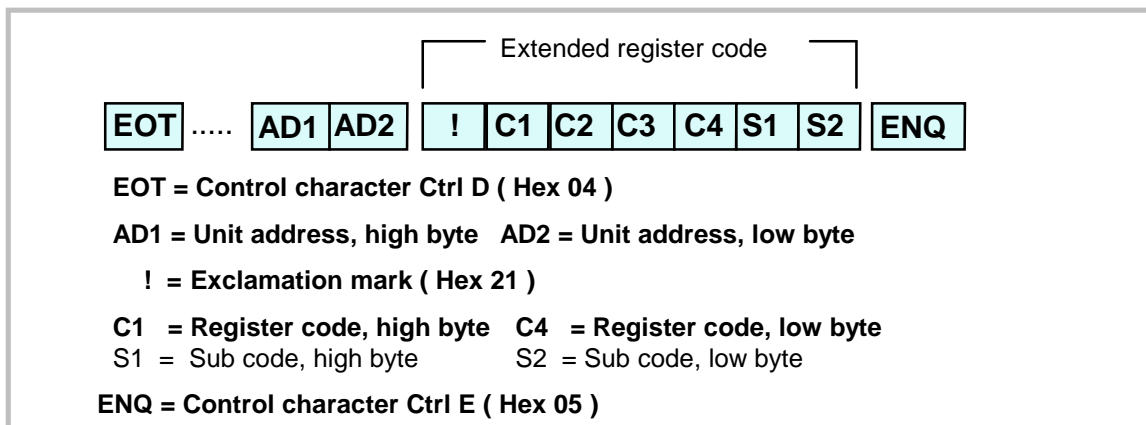 Extended register code
EOT ..... AD1 AD2 ! C1 C2 C3 C4 S1 S2 ENQ
EOT = Control character Ctrl D ( Hex 04 )
AD1 = Unit address, high byte AD2 = Unit address, low byte
! = Exclamation mark ( Hex 21 )
C1 = Register code, high byte C4 = Register code, low byte
S1 = Sub code, high byte S2 = Sub code, low byte
ENQ = Control character Ctrl E ( Hex 05 )